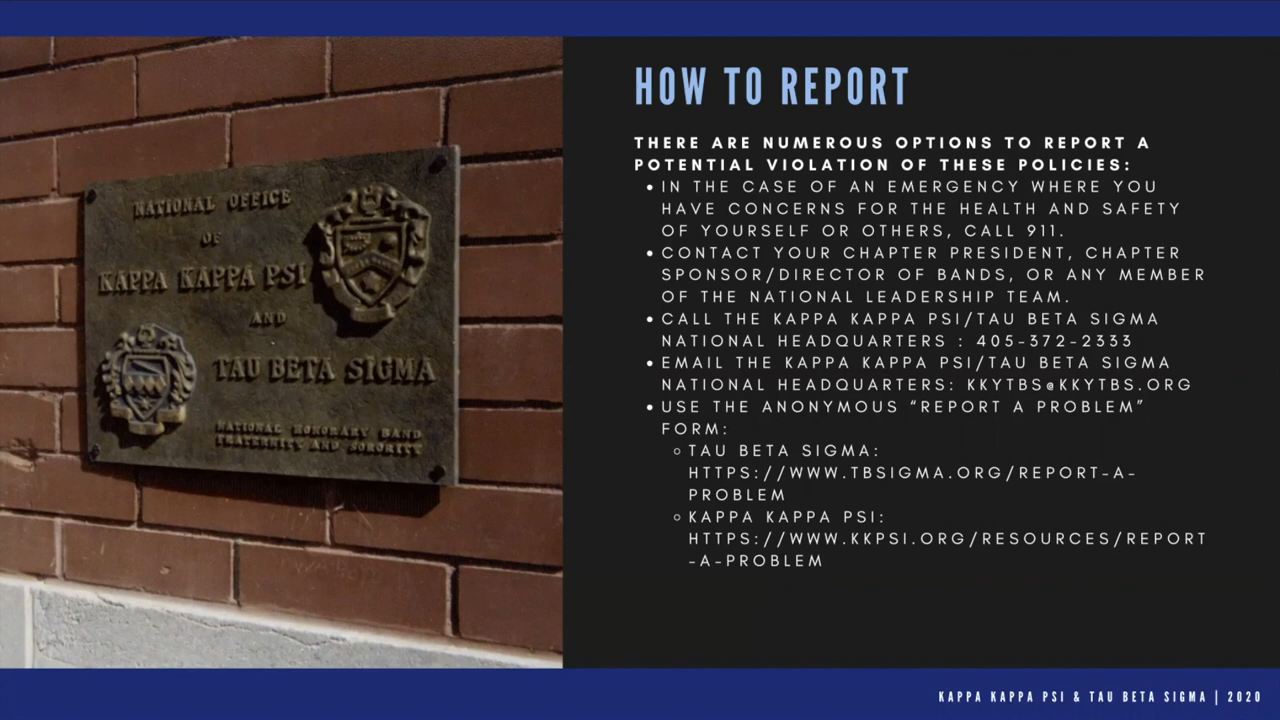 NATIONAL OFFICE
OF
KAPPA KAPPA PSI
AND
TAU BETA SIGMA
NATIONAL HONORARY BAND
FRATERNITY AND SORORITY
HOW TO REPORT
THERE ARE NUMEROUS OPTIONS TO REPORT A
POTENTIAL VIOLATION OF THESE POLICIES:
• IN THE CASE OF AN EMERGENCY WHERE YOU
HAVE CONCERNS FOR THE HEALTH AND SAFETY
OF YOURSELF OR OTHERS, CALL 911.
• CONTACT YOUR CHAPTER PRESIDENT, CHAPTER
SPONSOR/DIRECTOR OF BANDS, OR ANY MEMBER
OF THE NATIONAL LEADERSHIP TEAM.
• CALL THE KAPPA KAPPA PSI/TAU BETA SIGMA
NATIONAL HEADQUARTERS : 405-372-2333
• EMAIL THE KAPPA KAPPA PSI/TAU BETA SIGMA
NATIONAL HEADQUARTERS: KKYTBS@KKYTBS.ORG
• USE THE ANONYMOUS “REPORT A PROBLEM”
FORM:
○ TAU BETA SIGMA:
HTTPS://WWW.TBSIGMA.ORG/REPORT-A-
PROBLEM
○ KAPPA KAPPA PSI:
HTTPS://WWW.KKPSI.ORG/RESOURCES/REPORT
-A-PROBLEM
KAPPA KAPPA PSI & TAU BETA SIGMA | 2020